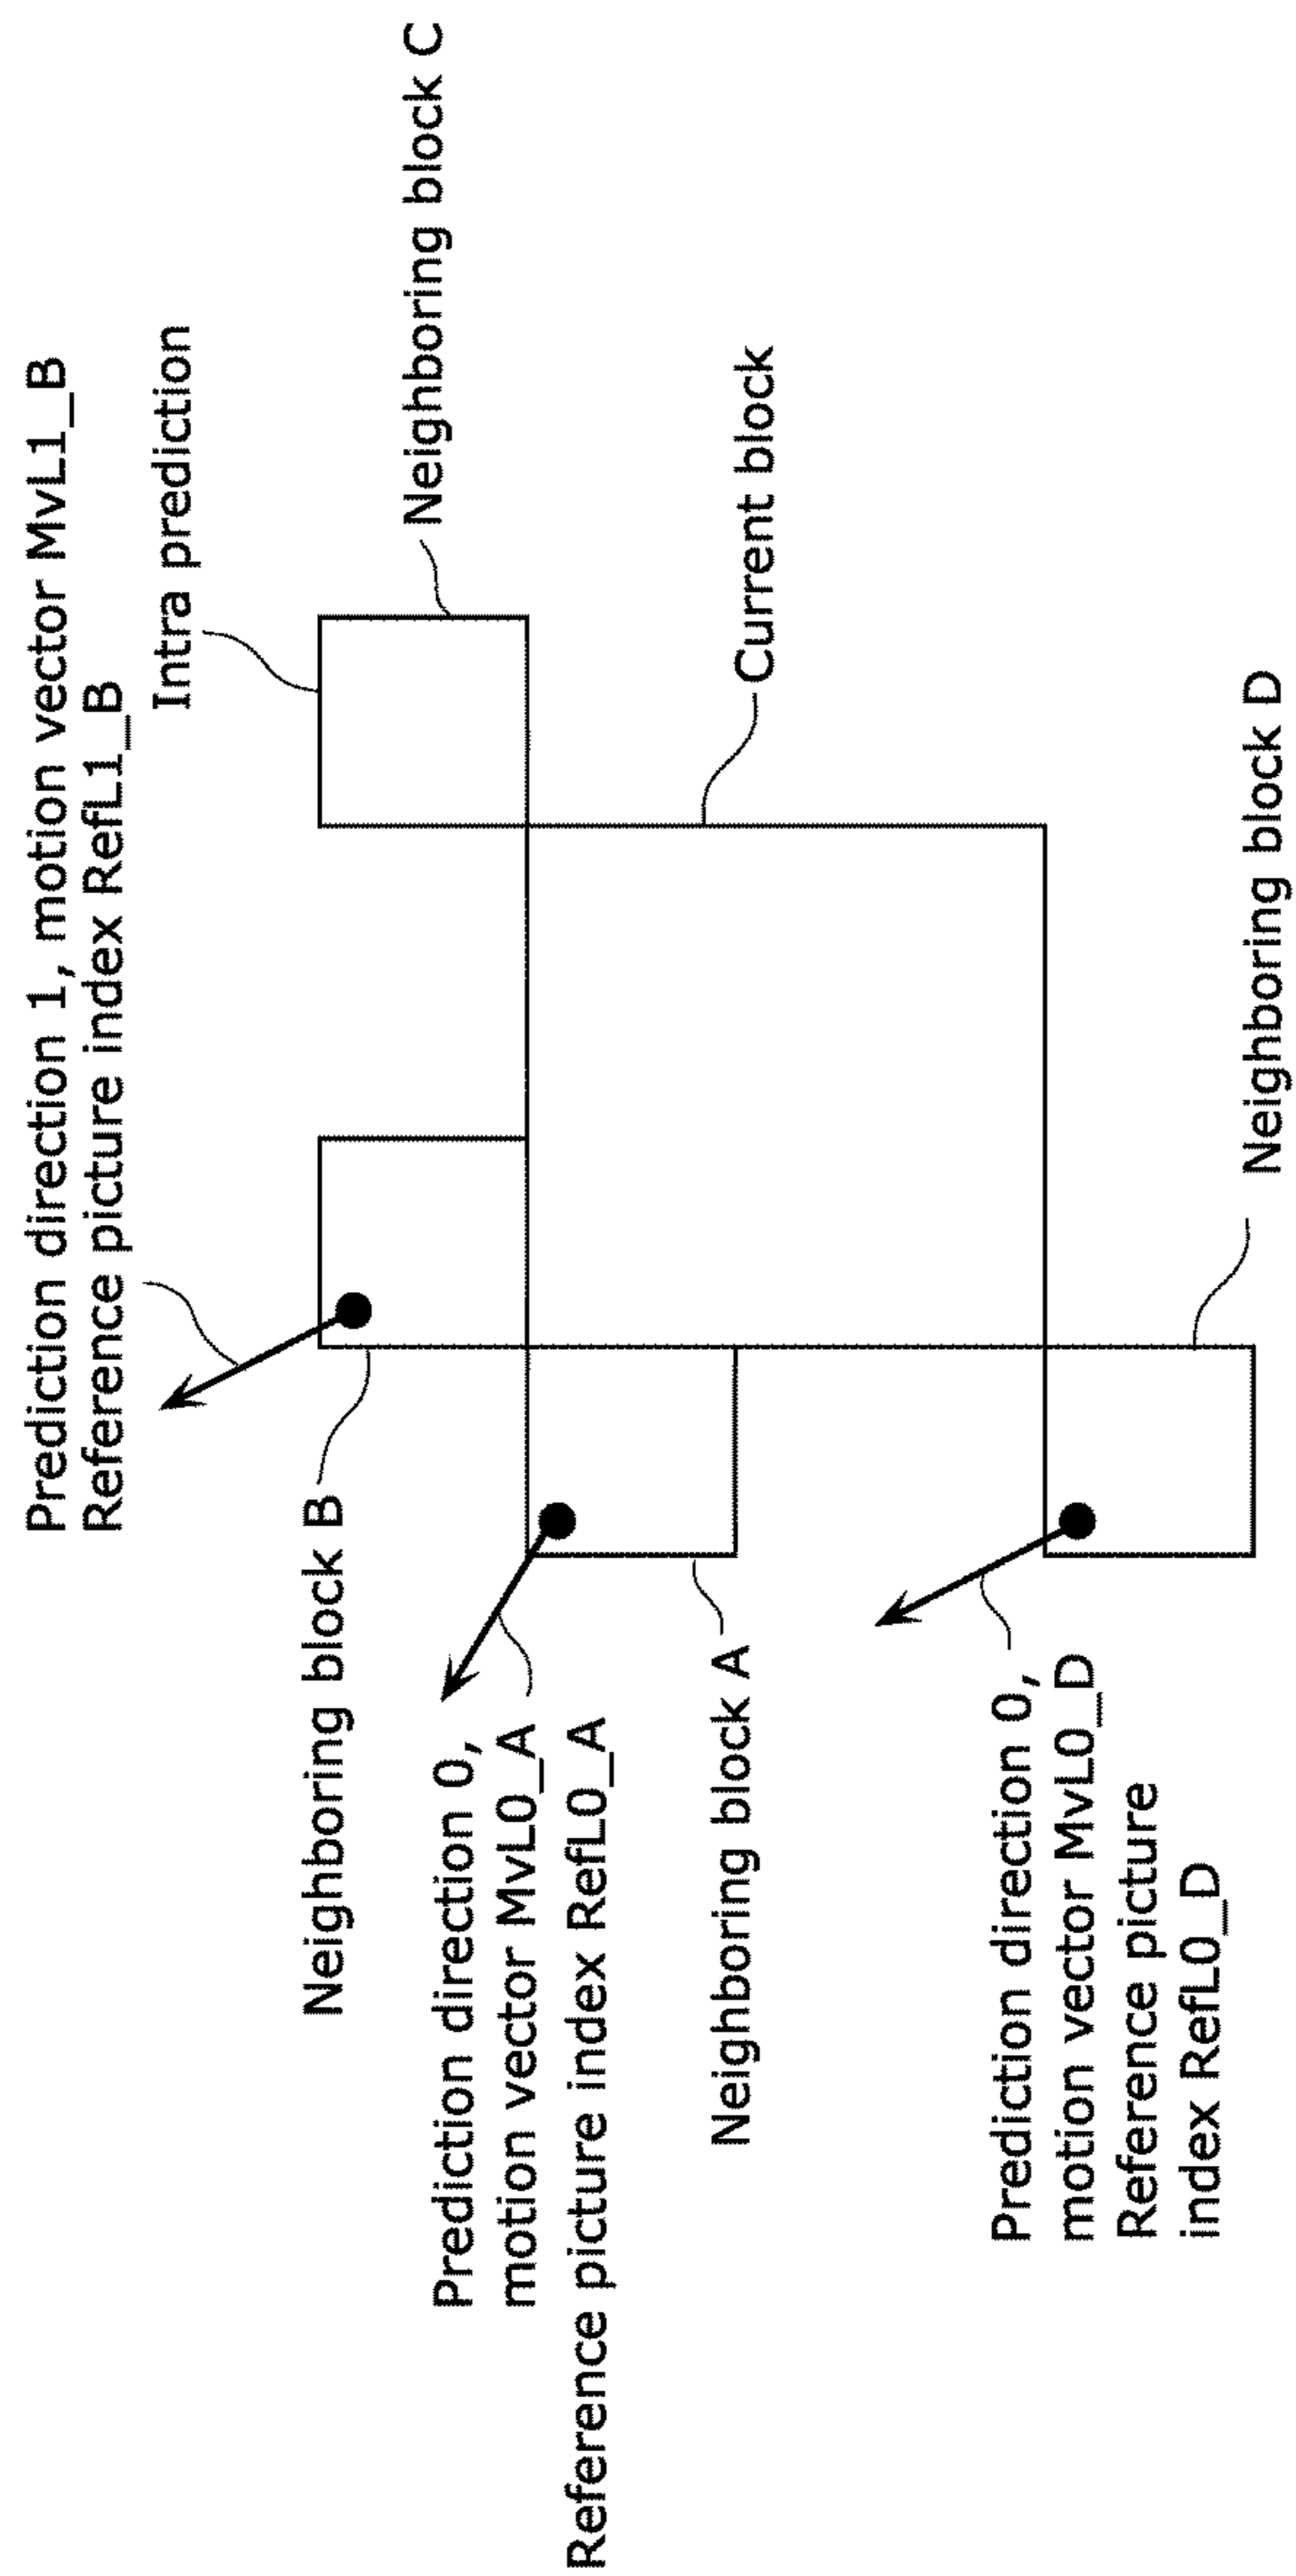 Prediction direction 1, motion vector MvL1_B
Reference picture index RefL1_B
Intra prediction
Neighboring block B
Neighboring block C
Prediction direction 0,
motion vector MvL0_A
Reference picture index RefL0_A
Neighboring block A
Current block
Prediction direction 0,
motion vector MvL0_D
Reference picture
index RefL0_D
Neighboring block D